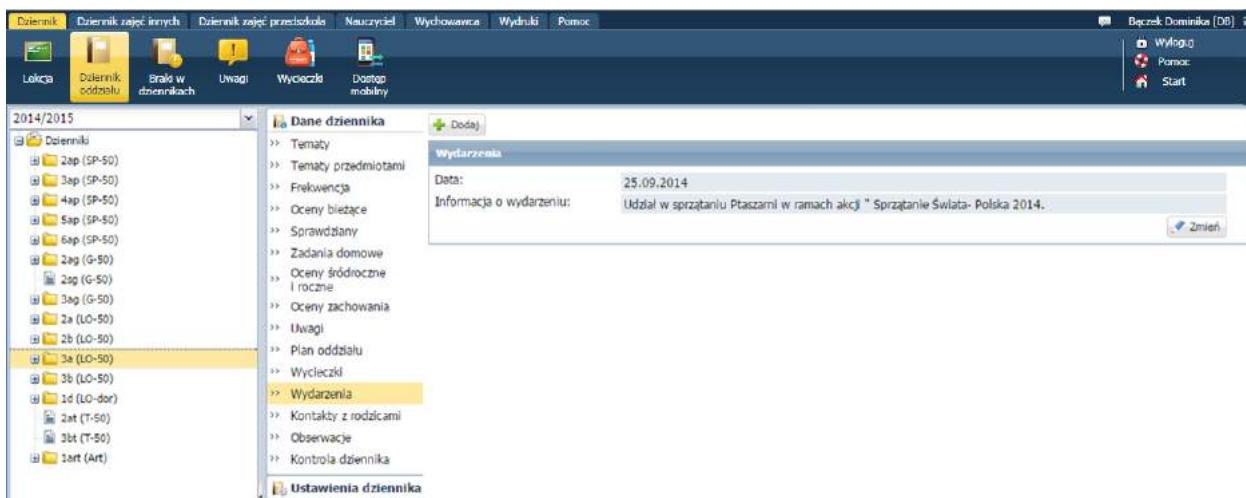 Dziennik Dziennik zajęć innych Dziennik zajęć przedszkola Nauczyciel Wychowawca Wydruki Pomoc
Bączek Dominika [DB]
Wyloguj
Pomoc
Start
Lekcja
Dziennik oddziału
Braki w dziennikach
Uwagi
Wycieczki
Dostęp mobilny
2014/2015
Dzienniki
2ap (SP-50)
3ap (SP-50)
4ap (SP-50)
5ap (SP-50)
6ap (SP-50)
2ag (G-50)
2sg (G-50)
3ag (G-50)
2a (LO-50)
2b (LO-50)
3a (LO-50)
3b (LO-50)
1d (LO-dor)
2at (T-50)
3bt (T-50)
1art (Art)
Dane dziennika
Tematy
Tematy przedmiotami
Frekwencja
Oceny bieżące
Sprawdziany
Zadania domowe
Oceny śródroczne
i roczne
Oceny zachowania
Uwagi
Plan oddziału
Wycieczki
Wydarzenia
Kontakty z rodzicami
Obserwacje
Kontrola dziennika
Ustawienia dziennika
Dodaj
Wydarzenia
Data: 25.09.2014
Informacja o wydarzeniu: Udział w sprzątaniu Ptaszarni w ramach akcji " Sprzątanie Świata- Polska 2014.
Zmień